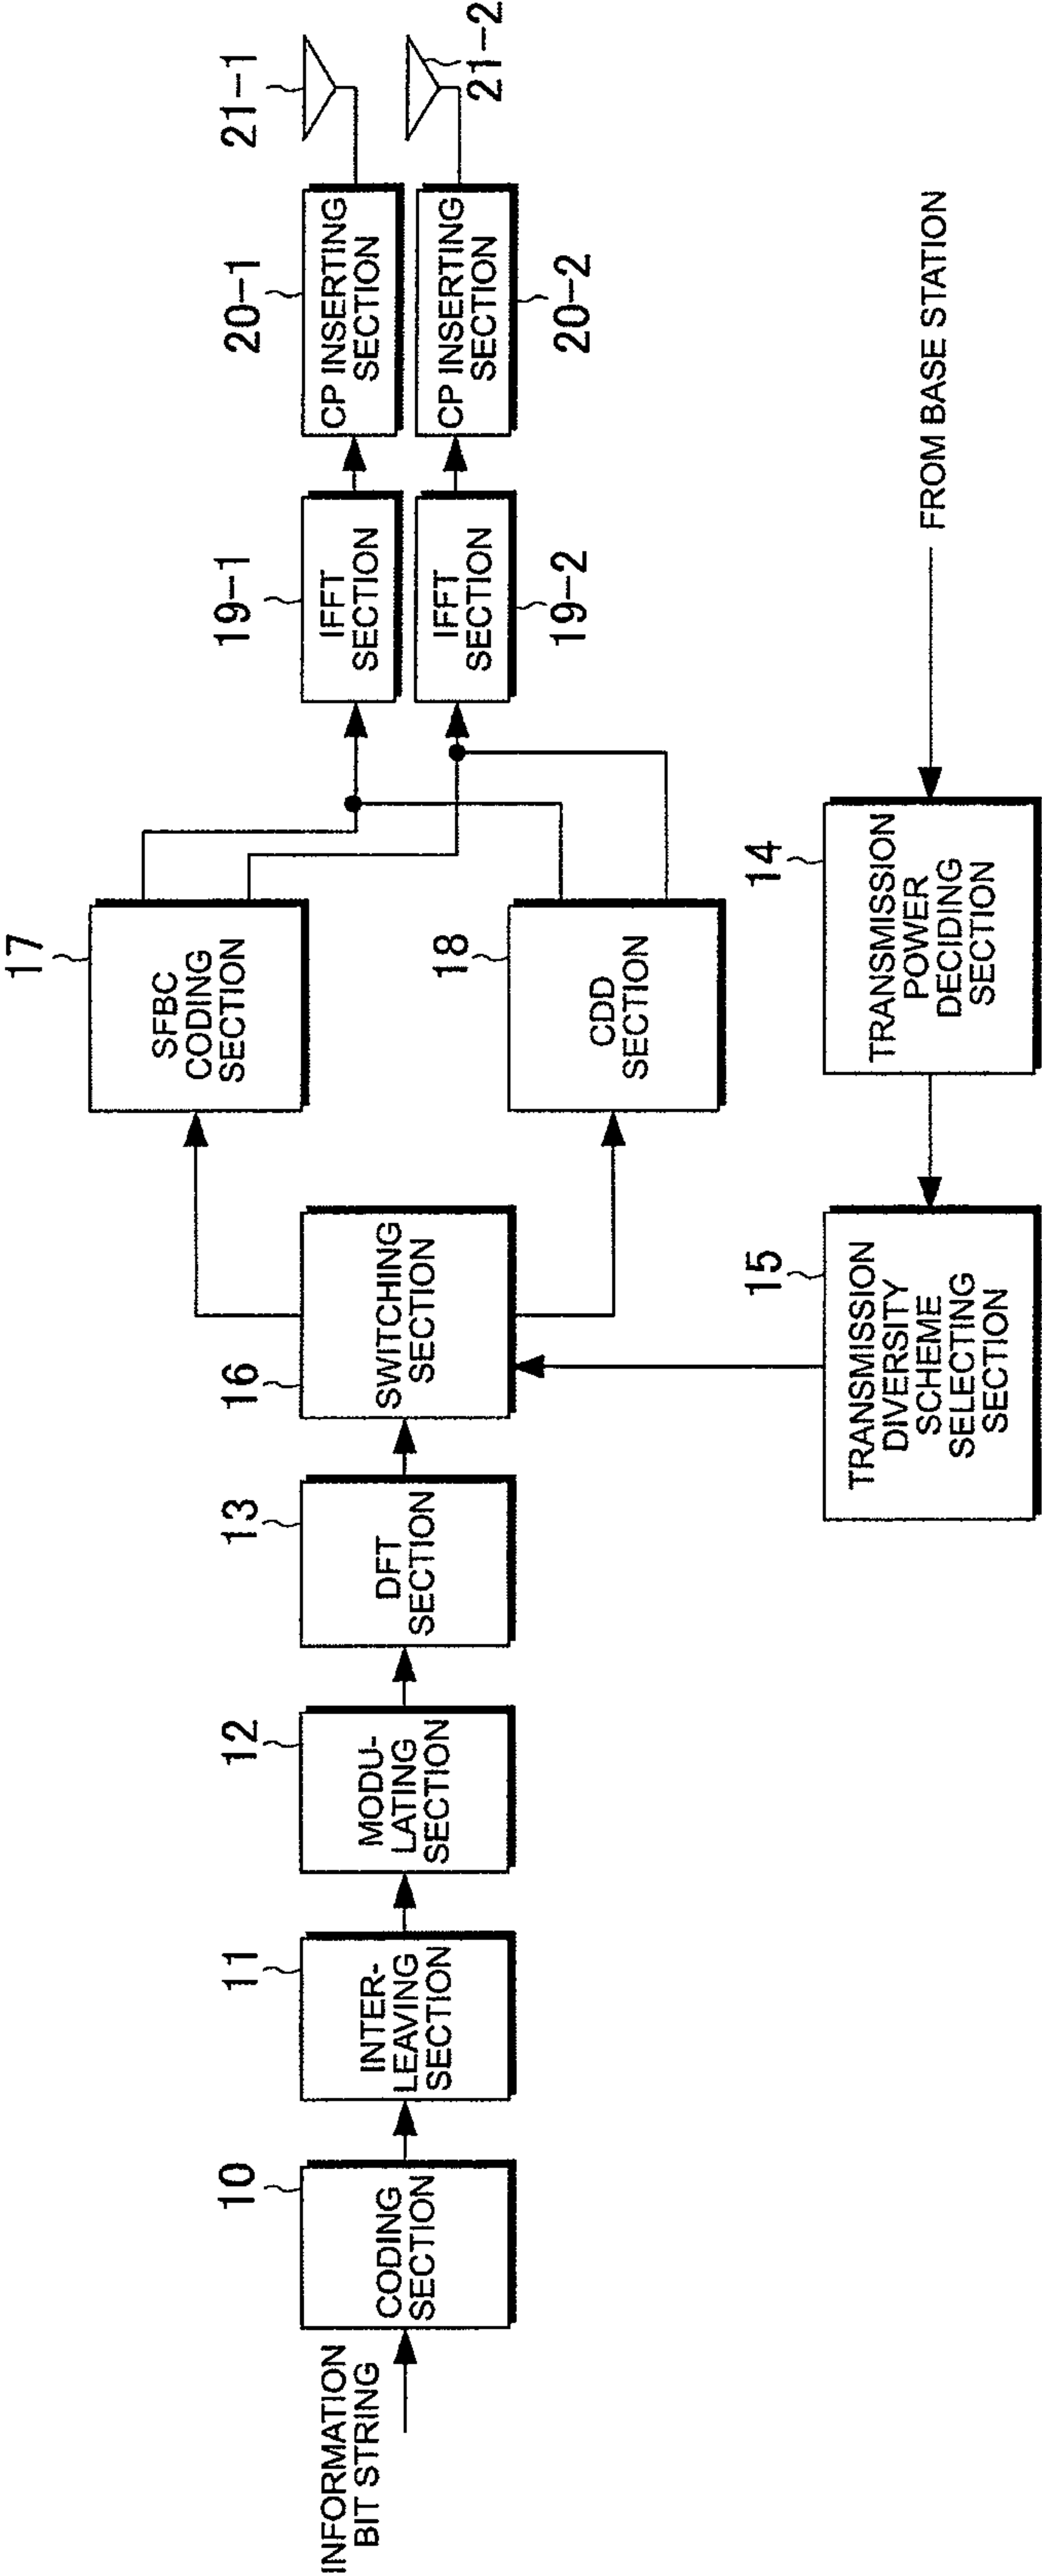 INFORMATION
BIT STRING
10
CODING
SECTION
11
INTER-
LEAVING
SECTION
12
MODU-
LATING
SECTION
13
DFT
SECTION
16
SWITCHING
SECTION
17
SFBC
CODING
SECTION
18
CDD
SECTION
19-1
IFFT
SECTION
IFFT
SECTION
19-2
20-1
CP INSERTING
SECTION
CP INSERTING
SECTION
20-2
21-1
21-2
15
TRANSMISSION
DIVERSITY
SCHEME
SELECTING
SECTION
14
TRANSMISSION
POWER
DECIDING
SECTION
FROM BASE STATION